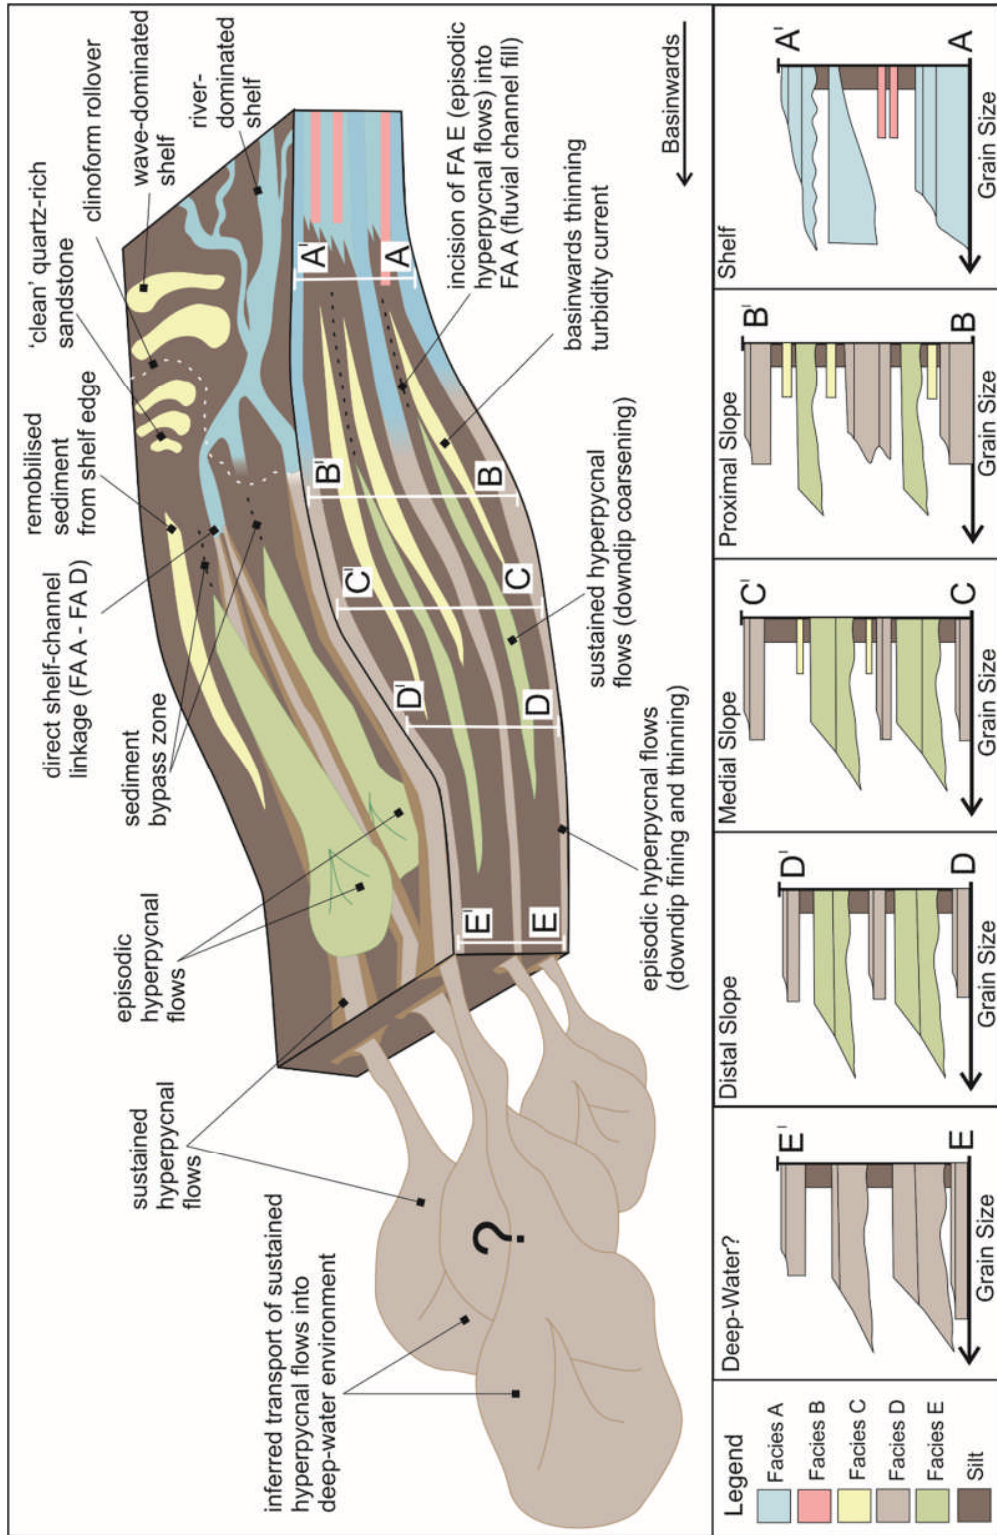 inferred transport of sustained
hyperpycnal flows into
deep-water environment
sustained
hyperpycnal
flows
episodic
hyperpycnal
flows
sediment
bypass zone
direct shelf-channel
linkage (FA A - FA D)
remobilised
sediment
from shelf edge
'clean' quartz-rich
sandstone
clinoform rollover
wave-dominated
shelf
river-
dominated
shelf
?
E'
E
D'
D
C'
C
B'
B
A'
A
episodic hyperpycnal flows
(downdip fining and thinning)
sustained hyperpycnal
flows (downdip coarsening)
basinwards thinning
turbidity current
incision of FA E (episodic
hyperpycnal flows) into
FA A (fluvial channel fill)
Basinwards
Legend
Facies A
Facies B
Facies C
Facies D
Facies E
Silt
Deep-Water?
E'
E
Grain Size
Distal Slope
D'
D
Grain Size
Medial Slope
C'
C
Grain Size
Proximal Slope
B'
B
Grain Size
Shelf
A'
A
Grain Size